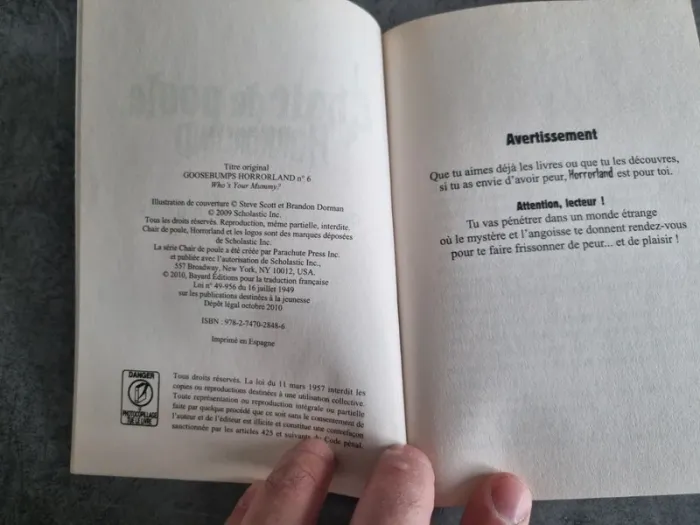 Titre original
GOOSEBUMPS HORRORLAND n° 6
Who's Your Mummy?
Illustration de couverture © Steve Scott et Brandon Dorman
© 2009 Scholastic Inc.
Tous les droits réservés. Reproduction, même partielle, interdite.
Chair de poule, Horrorland et les logos sont des marques déposées
de Scholastic Inc.
La série Chair de poule a été créée par Parachute Press Inc.
et publiée avec l'autorisation de Scholastic Inc.,
557 Broadway, New York, NY 10012, USA.
© 2010, Bayard Éditions pour la traduction française
Loi n° 49-956 du 16 juillet 1949
sur les publications destinées à la jeunesse
Dépôt légal octobre 2010
ISBN : 978-2-7470-2848-6
Imprimé en Espagne
DANGER
PHOTOCOPILLAGE
TUE LE LIVRE
Tous droits réservés. La loi du 11 mars 1957 interdit les
copies ou reproductions destinées à une utilisation collective.
Toute représentation ou reproduction intégrale ou partielle
faite par quelque procédé que ce soit sans le consentement de
l'auteur et de l'éditeur est illicite et constitue une contrefaçon
sanctionnée par les articles 425 et suivants du Code pénal.
Avertissement
Que tu aimes déjà les livres ou que tu les découvres,
si tu as envie d'avoir peur, Horrorland est pour toi.
Attention, lecteur !
Tu vas pénétrer dans un monde étrange
où le mystère et l'angoisse te donnent rendez-vous
pour te faire frissonner de peur... et de plaisir !